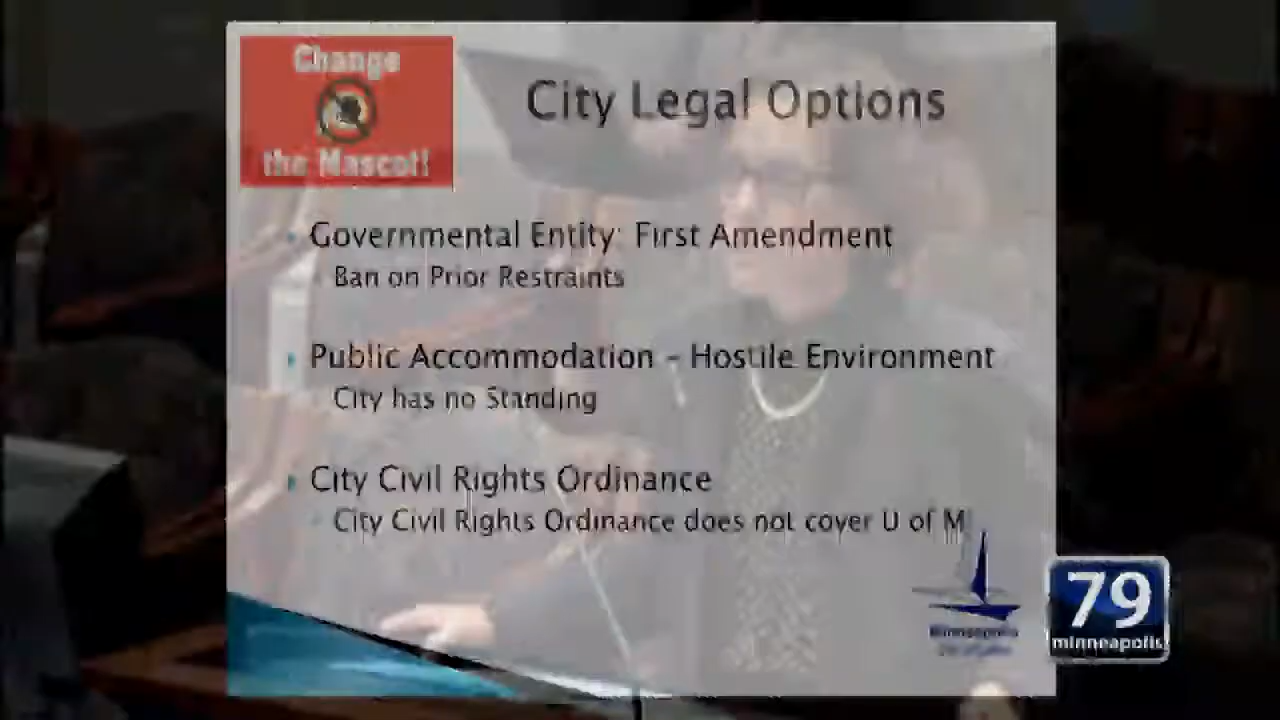 Change
the Mascot!
City Legal Options
Governmental Entity: First Amendment
Ban on Prior Restraints
Public Accommodation - Hostile Environment
City has no Standing
City Civil Rights Ordinance
City Civil Rights Ordinance does not cover U of M
Minneapolis
79
minneapolis